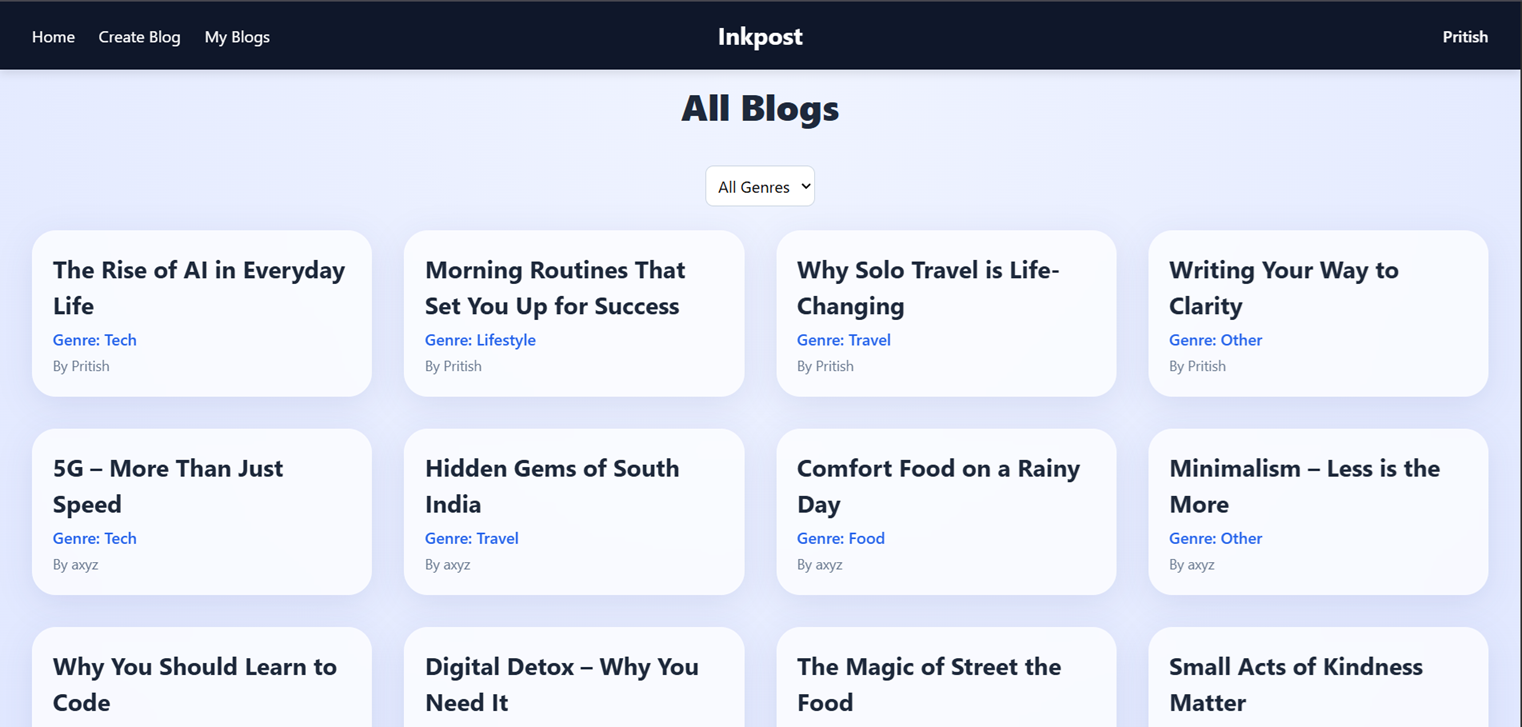 Home Create Blog My Blogs Inkpost Pritish
All Blogs
All Genres
The Rise of AI in Everyday
Life
Genre: Tech
By Pritish
Morning Routines That
Set You Up for Success
Genre: Lifestyle
By Pritish
Why Solo Travel is Life-
Changing
Genre: Travel
By Pritish
Writing Your Way to
Clarity
Genre: Other
By Pritish
5G – More Than Just
Speed
Genre: Tech
By axyz
Hidden Gems of South
India
Genre: Travel
By axyz
Comfort Food on a Rainy
Day
Genre: Food
By axyz
Minimalism – Less is the
More
Genre: Other
By axyz
Why You Should Learn to
Code
Digital Detox – Why You
Need It
The Magic of Street the
Food
Small Acts of Kindness
Matter